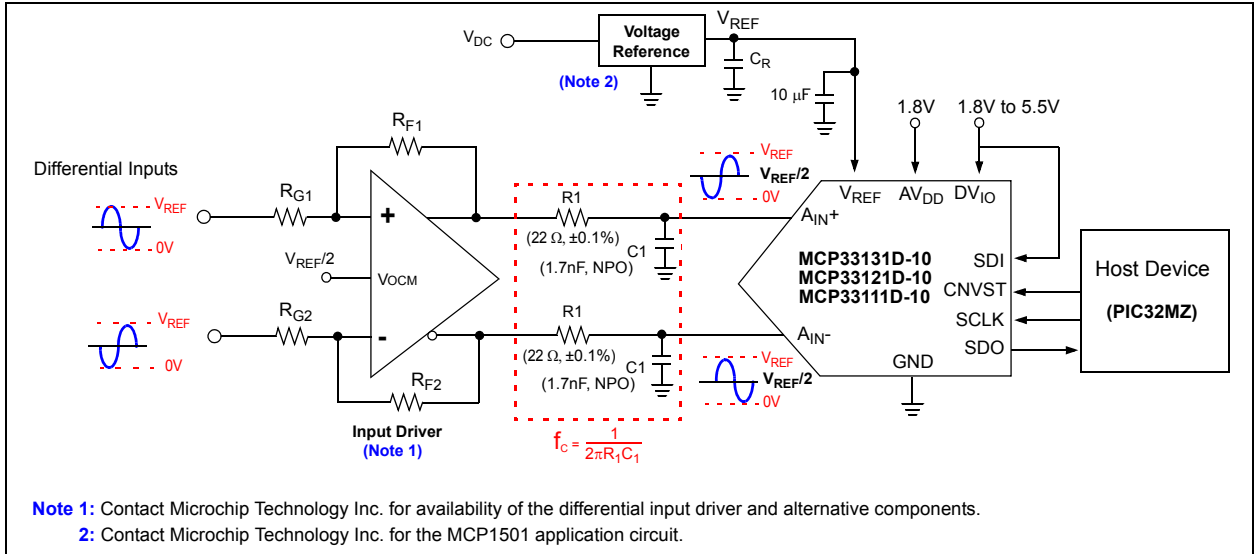 VDC
Voltage
Reference
(Note 2)
VREF
CR
10 μF
1.8V
1.8V to 5.5V
RF1
Differential Inputs
VREF
0V
RG1
+
VREF/2
VOCM
VREF
0V
RG2
-
RF2
Input Driver
(Note 1)
R1
(22 Ω, ±0.1%)
C1
(1.7nF, NPO)
R1
(22 Ω, ±0.1%)
C1
(1.7nF, NPO)
fc = 1
2πR1C1
VREF
VREF/2
0V
VREF
VREF/2
0V
VREF
AVDD
DVIO
AIN+
MCP33131D-10
MCP33121D-10
MCP33111D-10
AIN-
SDI
CNVST
SCLK
SDO
GND
Host Device
(PIC32MZ)
Note 1: Contact Microchip Technology Inc. for availability of the differential input driver and alternative components.
2: Contact Microchip Technology Inc. for the MCP1501 application circuit.